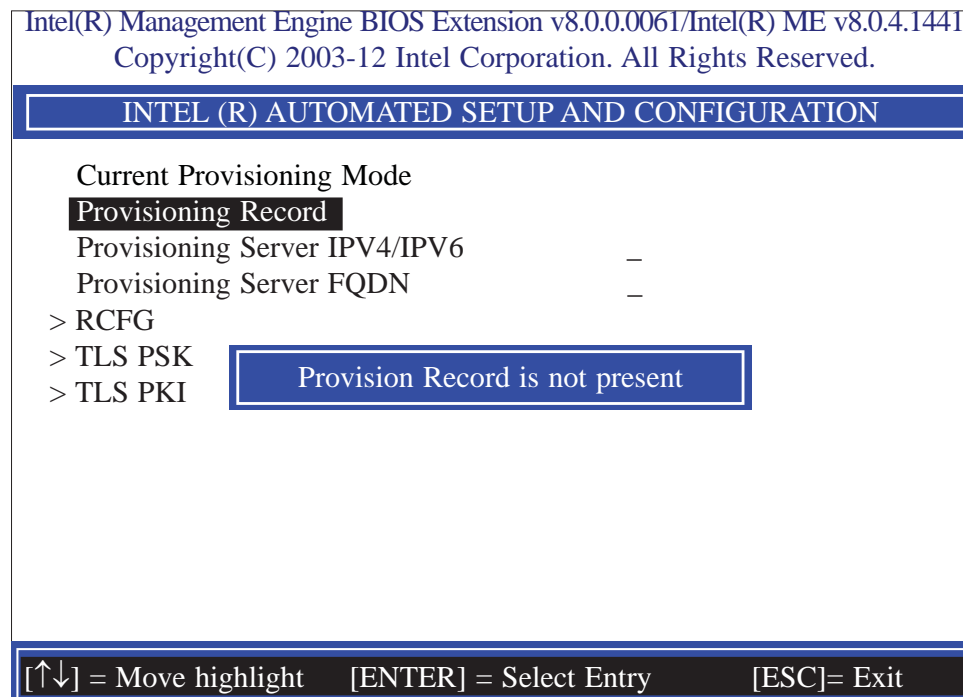 Intel(R) Management Engine BIOS Extension v8.0.0.0061/Intel(R) ME v8.0.4.1441
Copyright(C) 2003-12 Intel Corporation. All Rights Reserved.
INTEL (R) AUTOMATED SETUP AND CONFIGURATION
Current Provisioning Mode
Provisioning Record
Provisioning Server IPV4/IPV6 _
Provisioning Server FQDN _
> RCFG
> TLS PSK
> TLS PKI
Provision Record is not present
[↑↓] = Move highlight [ENTER] = Select Entry [ESC]= Exit